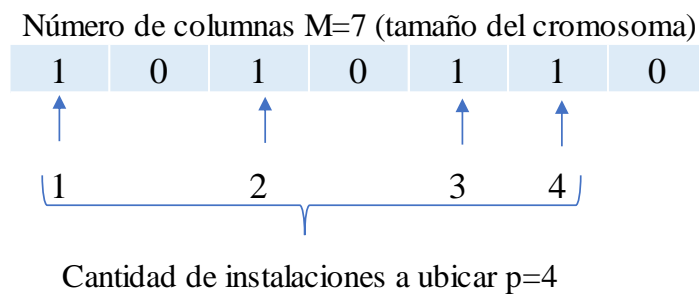 Número de columnas M=7 (tamaño del cromosoma)
1 0 1 0 1 1 0
1 2 3 4
Cantidad de instalaciones a ubicar p=4